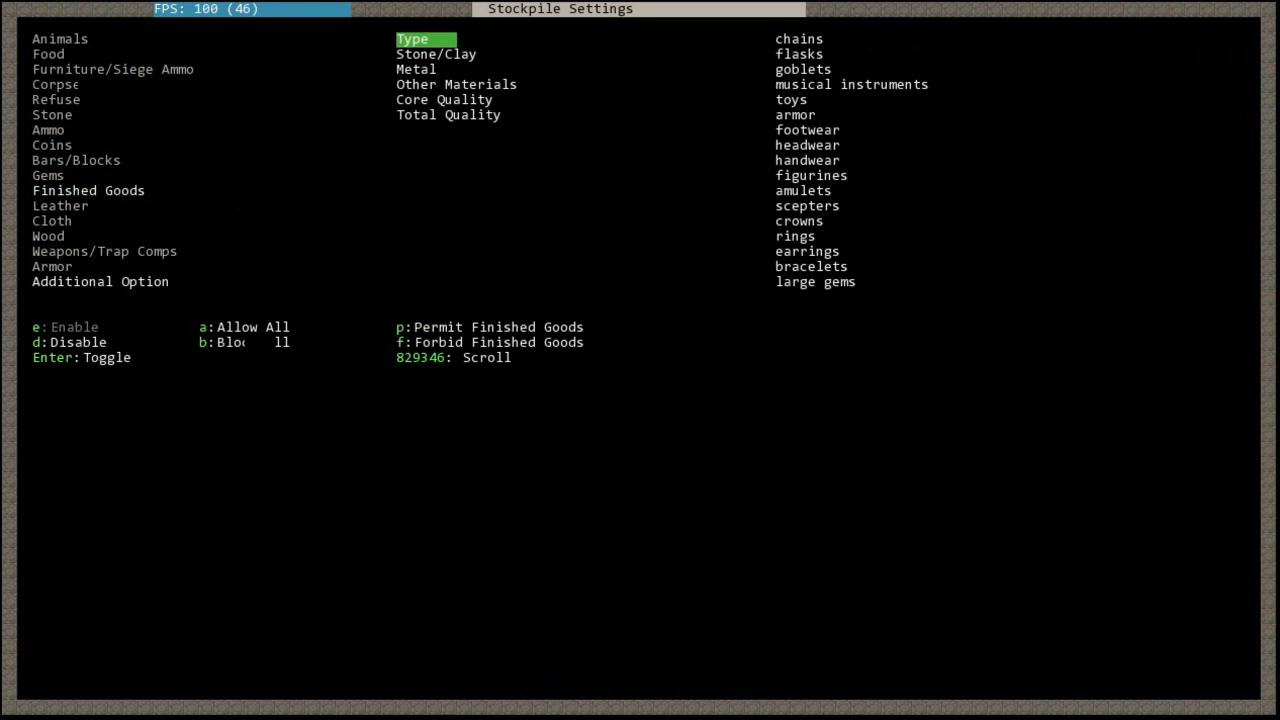 FPS: 100 (46)
Stockpile Settings
Animals
Food
Furniture/Siege Ammo
Corpse
Refuse
Stone
Ammo
Coins
Bars/Blocks
Gems
Finished Goods
Leather
Cloth
Wood
Weapons/Trap Comps
Armor
Additional Option
Type
Stone/Clay
Metal
Other Materials
Core Quality
Total Quality
chains
flasks
goblets
musical instruments
toys
armor
footwear
headwear
handwear
figurines
amulets
scepters
crowns
rings
earrings
bracelets
large gems
e:Enable a:Allow All p:Permit Finished Goods
d:Disable b: f:Forbid Finished Goods
Enter:Toggle 829346: Scroll